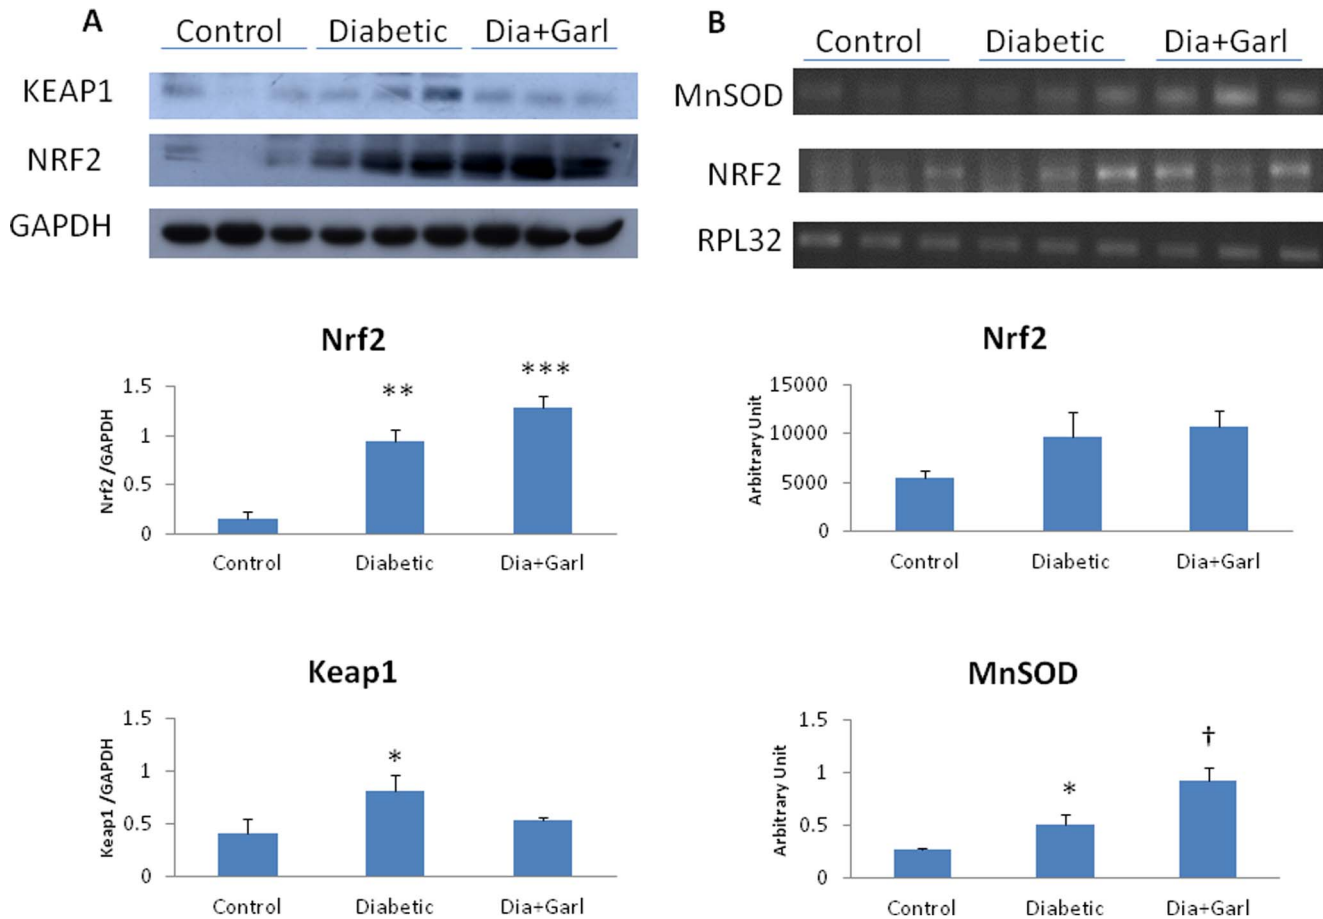 A
Control Diabetic Dia+Garl
KEAP1
NRF2
GAPDH
Nrf2
** ***
1.5
1
0.5
0
Nrf2 /GAPDH
Control Diabetic Dia+Garl
Keap1
*
1.5
1
0.5
0
Keap1 /GAPDH
Control Diabetic Dia+Garl
B
Control Diabetic Dia+Garl
MnSOD
NRF2
RPL32
Nrf2
15000
10000
5000
0
Arbitrary Unit
Control Diabetic Dia+Garl
MnSOD
* †
1.5
1
0.5
0
Arbitrary Unit
Control Diabetic Dia+Garl